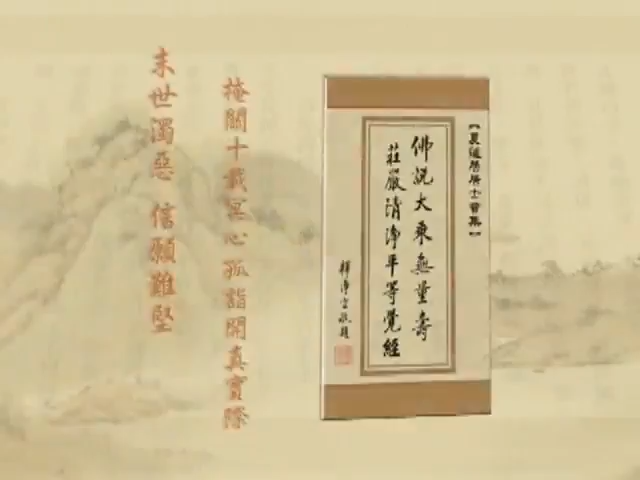 【夏蓮居居士會集】
佛說大乘無量壽
莊嚴清淨平等覺經
釋淨空敬題
掩關十載冥心孤詣開真實際
末世濁惡 信願難堅